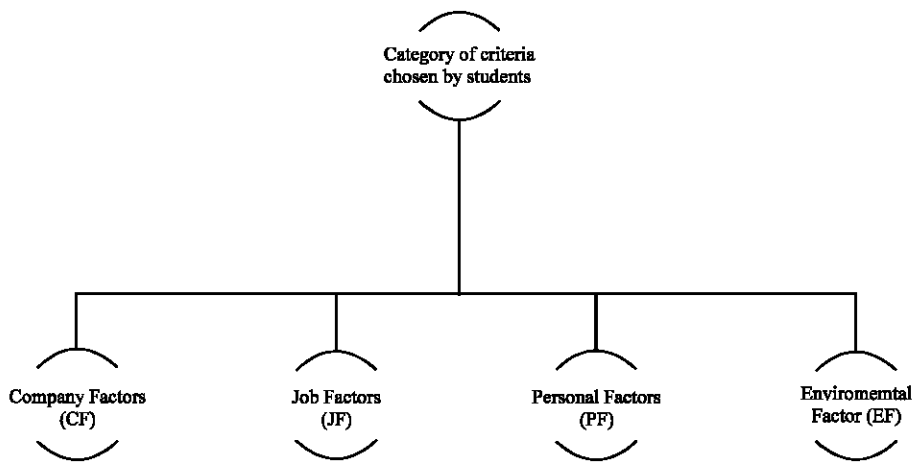 Category of criteria
chosen by students
Company Factors
(CF)
Job Factors
(JF)
Personal Factors
(PF)
Enviromemtal
Factor (EF)